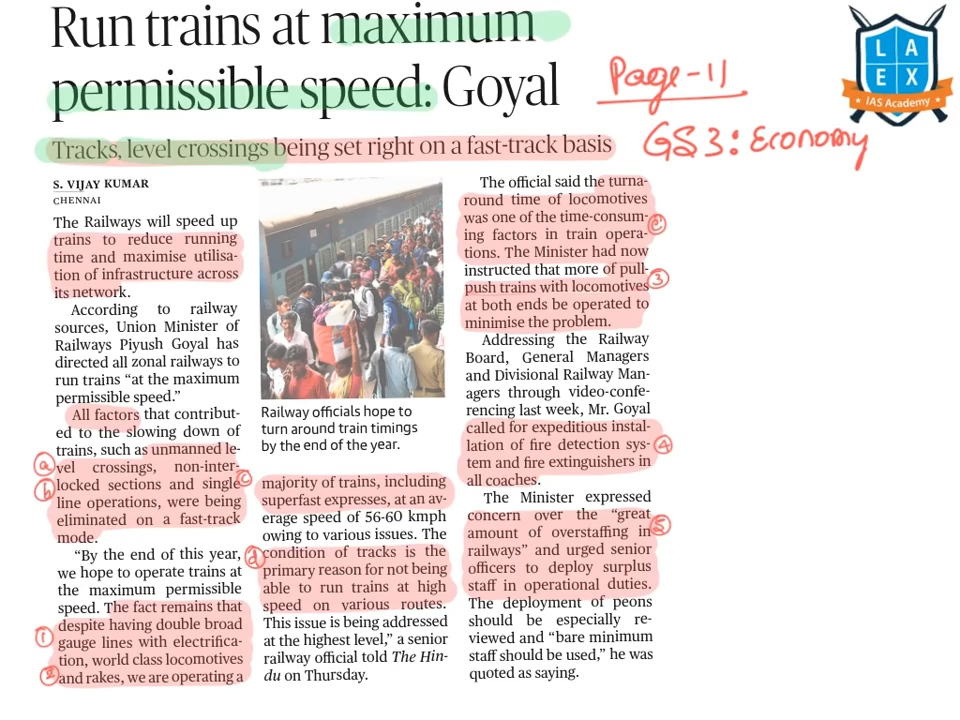 Run trains at maximum
permissible speed: Goyal
Page-11
GS3: Economy
L A
E X
IAS Academy
Tracks, level crossings being set right on a fast-track basis
S. VIJAY KUMAR
CHENNAI
The Railways will speed up
trains to reduce running
time and maximise utilisa-
tion of infrastructure across
its network.
According to railway
sources, Union Minister of
Railways Piyush Goyal has
directed all zonal railways to
run trains “at the maximum
permissible speed.”
All factors that contribut-
ed to the slowing down of
trains, such as unmanned le-
a vel crossings, non-inter- c
b locked sections and single
line operations, were being
eliminated on a fast-track
mode.
“By the end of this year,
we hope to operate trains at
the maximum permissible
speed. The fact remains that
despite having double broad
1 gauge lines with electrifica-
tion, world class locomotives
2 and rakes, we are operating a
Railway officials hope to
turn around train timings
by the end of the year.
majority of trains, including
superfast expresses, at an av-
erage speed of 56-60 kmph
owing to various issues. The
d condition of tracks is the
primary reason for not being
able to run trains at high
speed on various routes.
This issue is being addressed
at the highest level,” a senior
railway official told The Hin-
du on Thursday.
The official said the turna-
round time of locomotives
was one of the time-consum-
ing factors in train opera-
tions. The Minister had now
instructed that more of pull-
push trains with locomotives 3
at both ends be operated to
minimise the problem.
Addressing the Railway
Board, General Managers
and Divisional Railway Man-
agers through video-confe-
rencing last week, Mr. Goyal
called for expeditious instal-
lation of fire detection sys- 4
tem and fire extinguishers in
all coaches.
The Minister expressed
concern over the “great
amount of overstaffing in 5
railways” and urged senior
officers to deploy surplus
staff in operational duties.
The deployment of peons
should be especially re-
viewed and “bare minimum
staff should be used,” he was
quoted as saying.